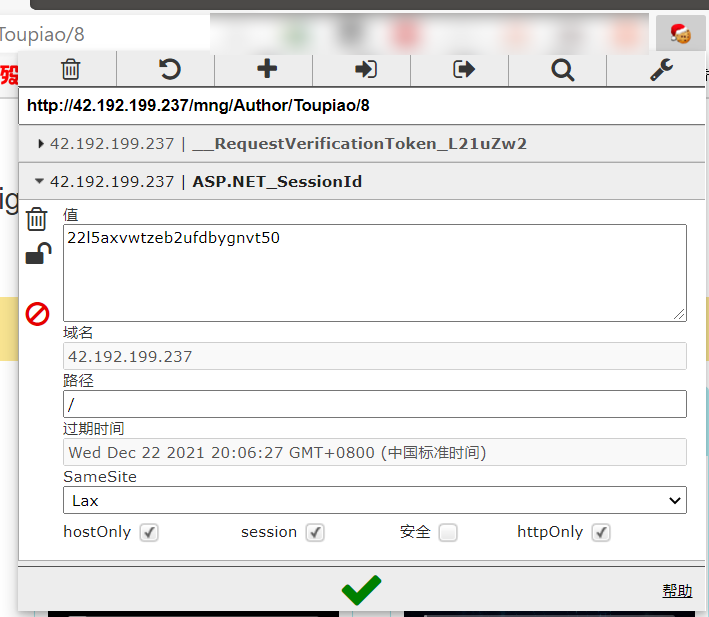 Toupiao/8
http://42.192.199.237/mng/Author/Toupiao/8
42.192.199.237 | __RequestVerificationToken_L21uZw2
42.192.199.237 | ASP.NET_SessionId
值
22l5axvwtzeb2ufdbygnvt50
域名
42.192.199.237
路径
/
过期时间
Wed Dec 22 2021 20:06:27 GMT+0800 (中国标准时间)
SameSite
Lax
hostOnly session 安全 httpOnly
帮助